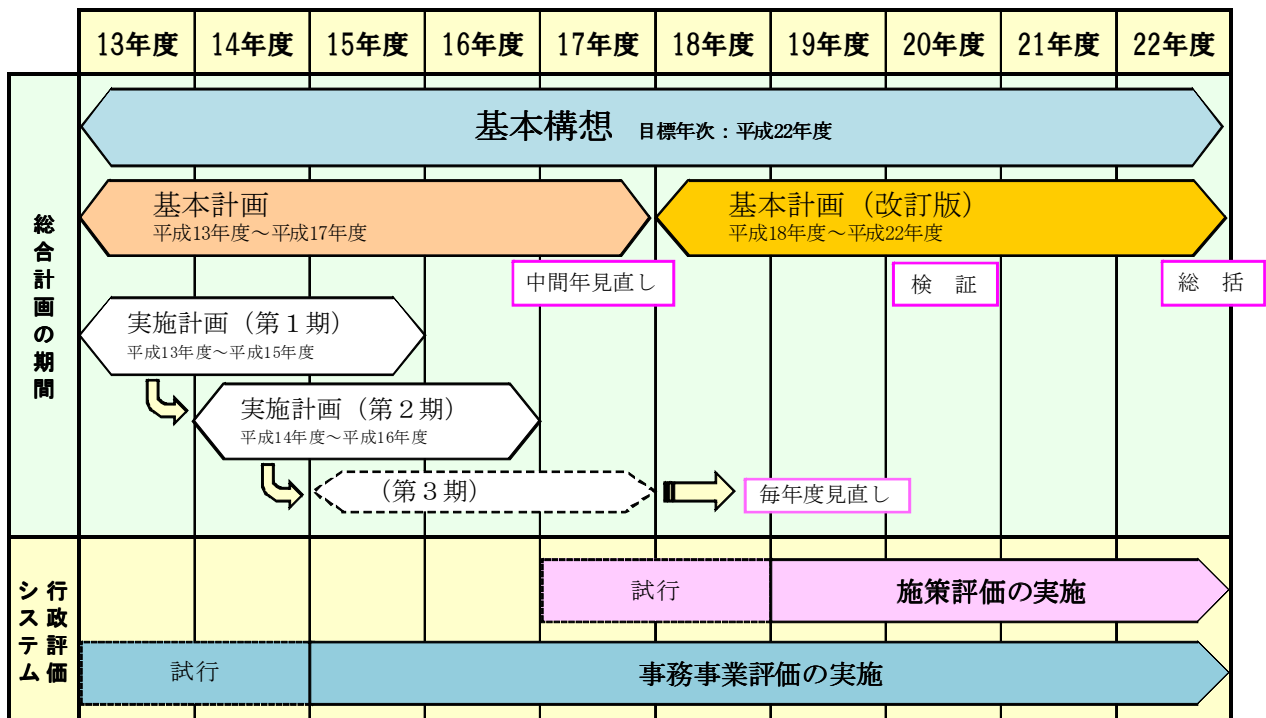 13年度 14年度 15年度 16年度 17年度 18年度 19年度 20年度 21年度 22年度
総合計画の期間
基本構想 目標年次：平成22年度
基本計画
平成13年度～平成17年度
基本計画（改訂版）
平成18年度～平成22年度
中間年見直し
検　証
総　括
実施計画（第１期）
平成13年度～平成15年度
実施計画（第２期）
平成14年度～平成16年度
（第３期）
毎年度見直し
行政評価
システム
試行
施策評価の実施
試行
事務事業評価の実施